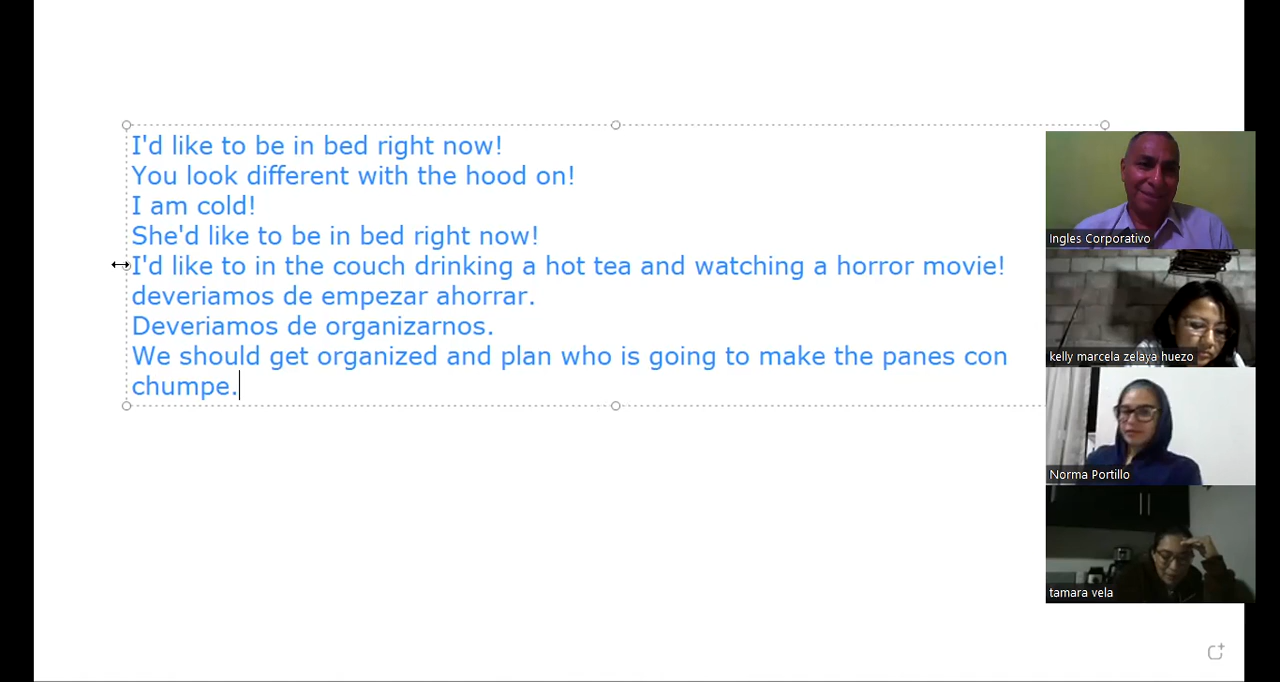 I'd like to be in bed right now!
You look different with the hood on!
I am cold!
She'd like to be in bed right now!
I'd like to in the couch drinking a hot tea and watching a horror movie!
deveriamos de empezar ahorrar.
Deveriamos de organizarnos.
We should get organized and plan who is going to make the panes con
chumpe.
Ingles Corporativo
kelly marcela zelaya huezo
Norma Portillo
tamara vela